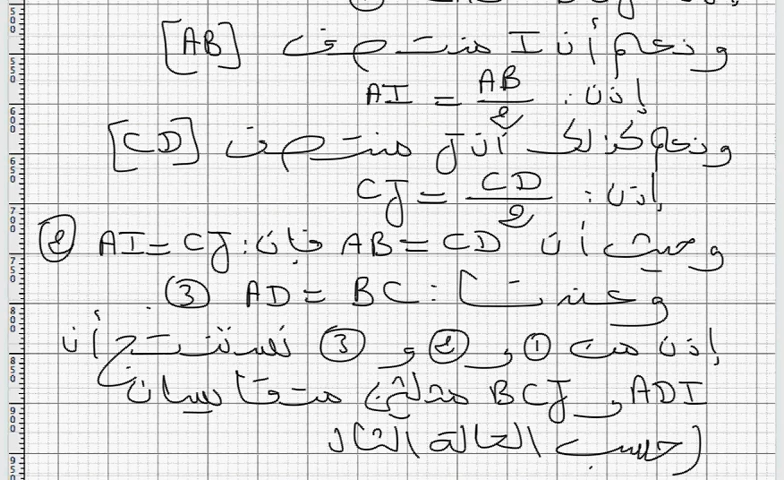 ونعلم أن I منتصف [AB]
إذن: AI = AB/2
ونعلم كذلك أن J منتصف [CD]
إذن: CJ = CD/2
وحيث أن AB = CD فإن: AI = CJ ②
وعندنا: AD = BC ③
إذن من ① و ② و ③ نستنتج أن
ADI و BCJ مثلثين متقايسان
(حسب الحالة الثان